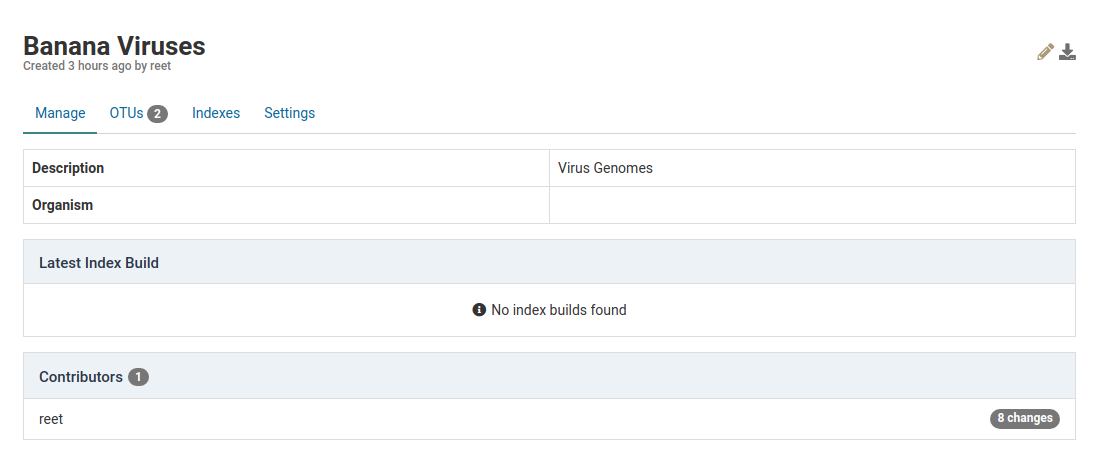 Banana Viruses
Created 3 hours ago by reet
Manage OTUs 2 Indexes Settings
Description Virus Genomes
Organism
Latest Index Build
No index builds found
Contributors 1
reet 8 changes